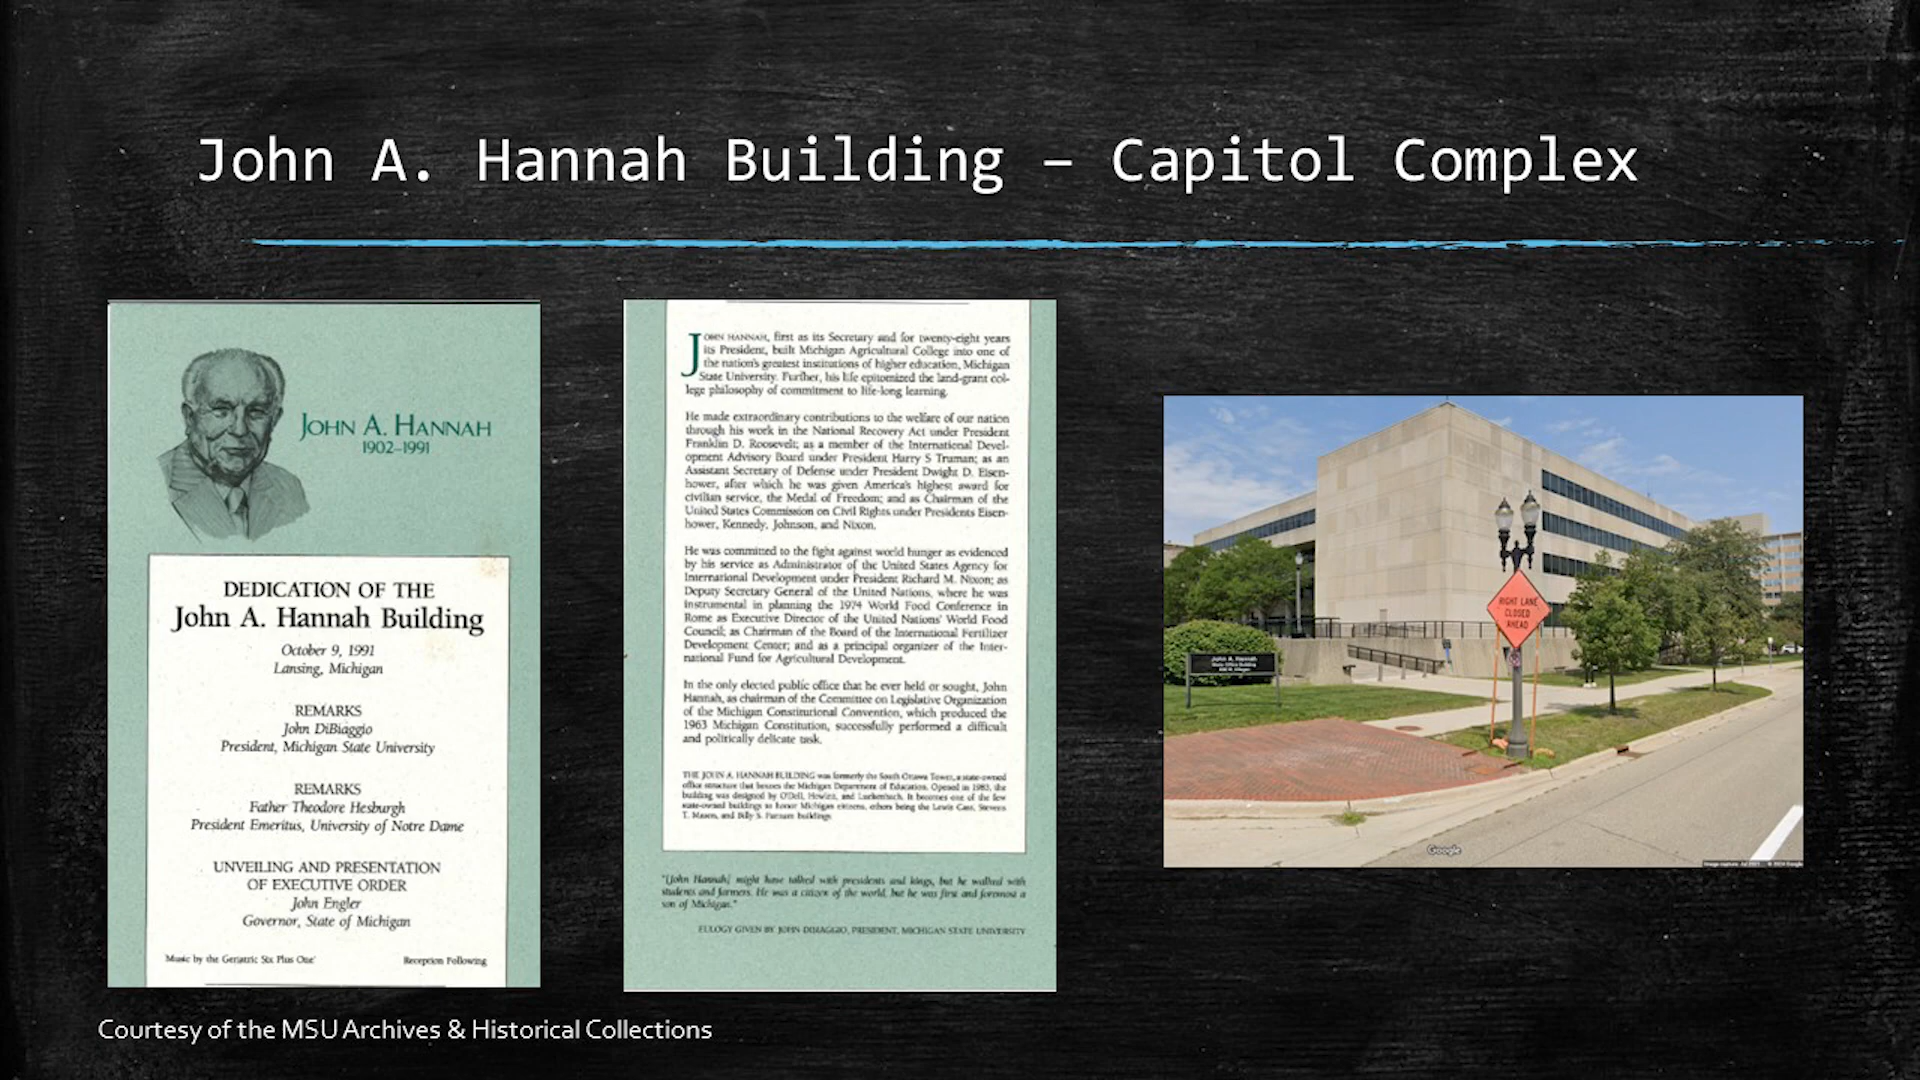 John A. Hannah Building – Capitol Complex
JOHN A. HANNAH
1902–1991
DEDICATION OF THE
John A. Hannah Building
October 9, 1991
Lansing, Michigan
REMARKS
John DiBiaggio
President, Michigan State University
REMARKS
Father Theodore Hesburgh
President Emeritus, University of Notre Dame
UNVEILING AND PRESENTATION
OF EXECUTIVE ORDER
John Engler
Governor, State of Michigan
Music by the Geriatric Six Plus One Reception Following
JOHN HANNAH, first as its Secretary and for twenty-eight years
its President, built Michigan Agricultural College into one of
the nation's greatest institutions of higher education, Michigan
State University. Further, his life epitomized the land-grant col-
lege philosophy of commitment to life-long learning.
He made extraordinary contributions to the welfare of our nation
through his work in the National Recovery Act under President
Franklin D. Roosevelt; as a member of the International Devel-
opment Advisory Board under President Harry S Truman; as an
Assistant Secretary of Defense under President Dwight D. Eisen-
hower, after which he was given America's highest award for
civilian service, the Medal of Freedom; and as Chairman of the
United States Commission on Civil Rights under Presidents Eisen-
hower, Kennedy, Johnson, and Nixon.
He was committed to the fight against world hunger as evidenced
by his service as Administrator of the United States Agency for
International Development under President Richard M. Nixon; as
Deputy Secretary General of the United Nations, where he was
instrumental in planning the 1974 World Food Conference in
Rome as Executive Director of the United Nations' World Food
Council; as Chairman of the Board of the International Fertilizer
Development Center; and as a principal organizer of the Inter-
national Fund for Agricultural Development.
In the only elected public office that he ever held or sought, John
Hannah, as chairman of the Committee on Legislative Organization
of the Michigan Constitutional Convention, which produced the
1963 Michigan Constitution, successfully performed a difficult
and politically delicate task.
THE JOHN A. HANNAH BUILDING was formerly the South Ottawa Tower, a state-owned
office structure that houses the Michigan Department of Education. Opened in 1983, the
building was designed by O'Dell, Hewlett, and Luckenbach. It becomes one of the few
state-owned buildings to honor Michigan citizens, others being the Lewis Cass, Stevens
T. Mason, and Billy S. Farnum buildings.
"[John Hannah] might have talked with presidents and kings, but he walked with
students and farmers. He was a citizen of the world, but he was first and foremost a
son of Michigan."
EULOGY GIVEN BY JOHN DIBIAGGIO, PRESIDENT, MICHIGAN STATE UNIVERSITY
RIGHT LANE
CLOSED
AHEAD
John A. Hannah
State Office Building
Google
Courtesy of the MSU Archives & Historical Collections